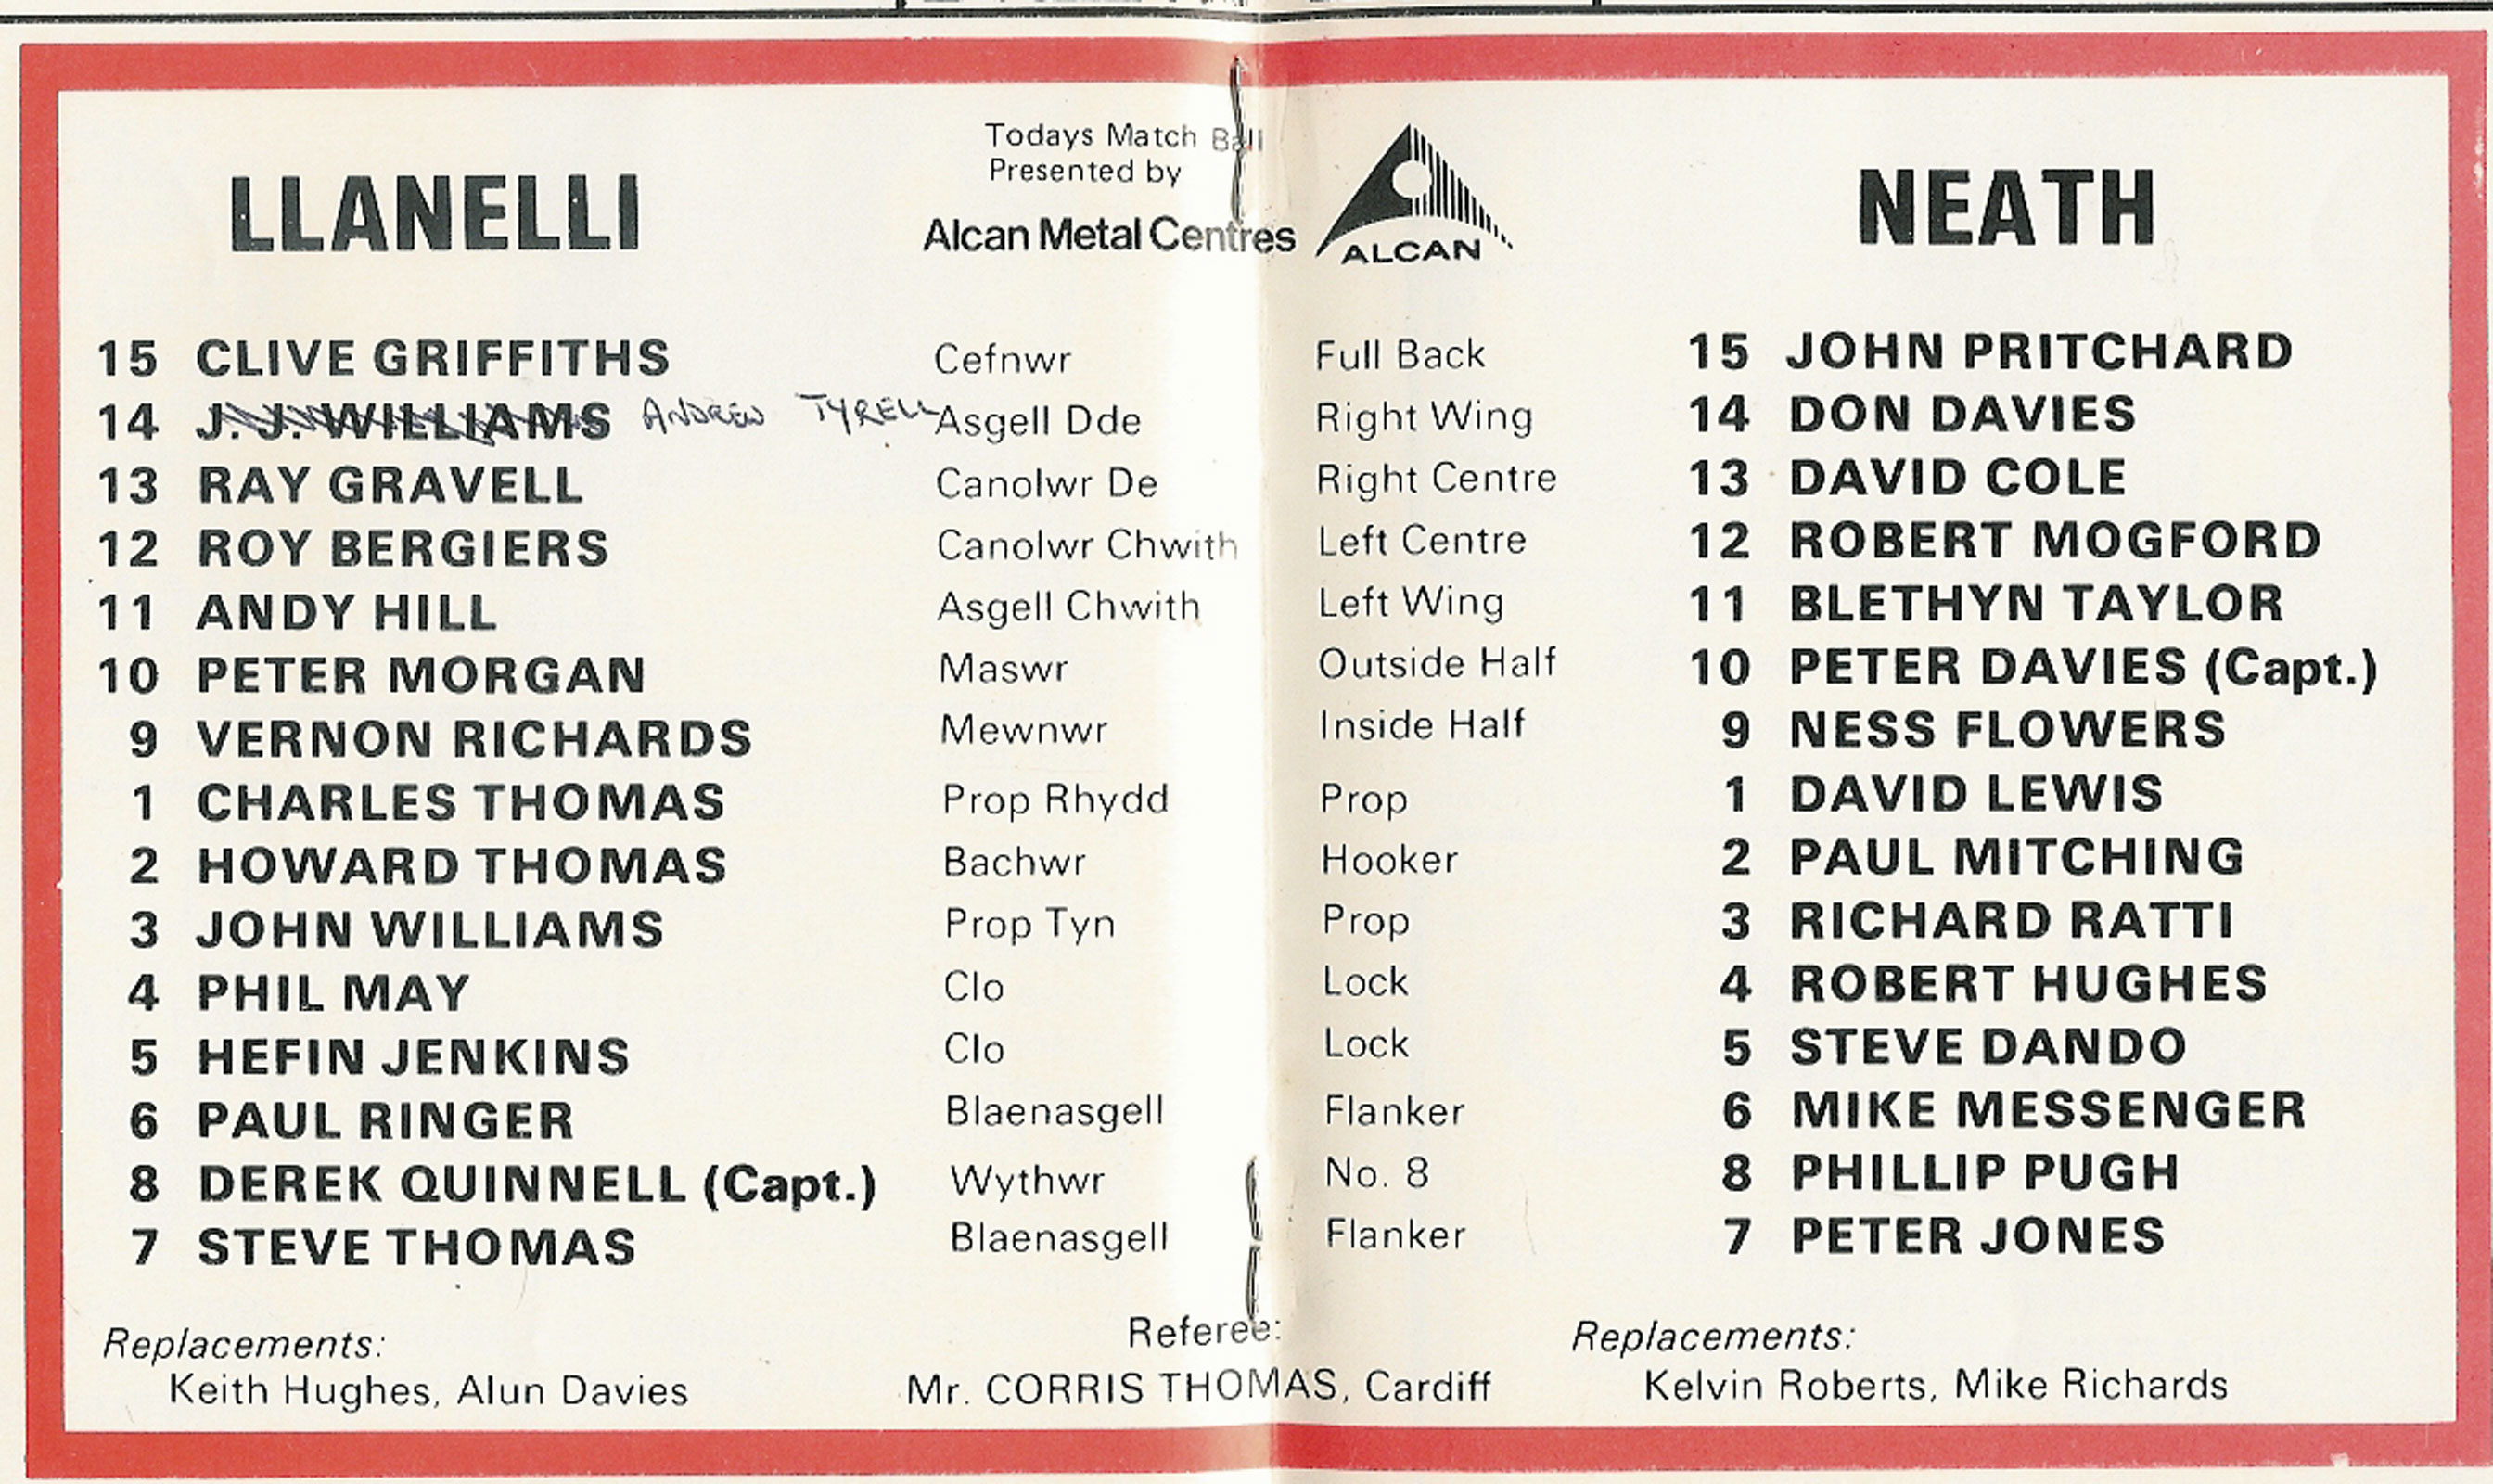 Todays Match Ball
Presented by
Alcan Metal Centres
ALCAN
LLANELLI
NEATH
15 CLIVE GRIFFITHS Cefnwr Full Back 15 JOHN PRITCHARD
14 J. J. WILLIAMS ANDREW TYRELL Asgell Dde Right Wing 14 DON DAVIES
13 RAY GRAVELL Canolwr De Right Centre 13 DAVID COLE
12 ROY BERGIERS Canolwr Chwith Left Centre 12 ROBERT MOGFORD
11 ANDY HILL Asgell Chwith Left Wing 11 BLETHYN TAYLOR
10 PETER MORGAN Maswr Outside Half 10 PETER DAVIES (Capt.)
9 VERNON RICHARDS Mewnwr Inside Half 9 NESS FLOWERS
1 CHARLES THOMAS Prop Rhydd Prop 1 DAVID LEWIS
2 HOWARD THOMAS Bachwr Hooker 2 PAUL MITCHING
3 JOHN WILLIAMS Prop Tyn Prop 3 RICHARD RATTI
4 PHIL MAY Clo Lock 4 ROBERT HUGHES
5 HEFIN JENKINS Clo Lock 5 STEVE DANDO
6 PAUL RINGER Blaenasgell Flanker 6 MIKE MESSENGER
8 DEREK QUINNELL (Capt.) Wythwr No. 8 8 PHILLIP PUGH
7 STEVE THOMAS Blaenasgell Flanker 7 PETER JONES
Replacements:
Keith Hughes, Alun Davies
Referee:
Mr. CORRIS THOMAS, Cardiff
Replacements:
Kelvin Roberts, Mike Richards